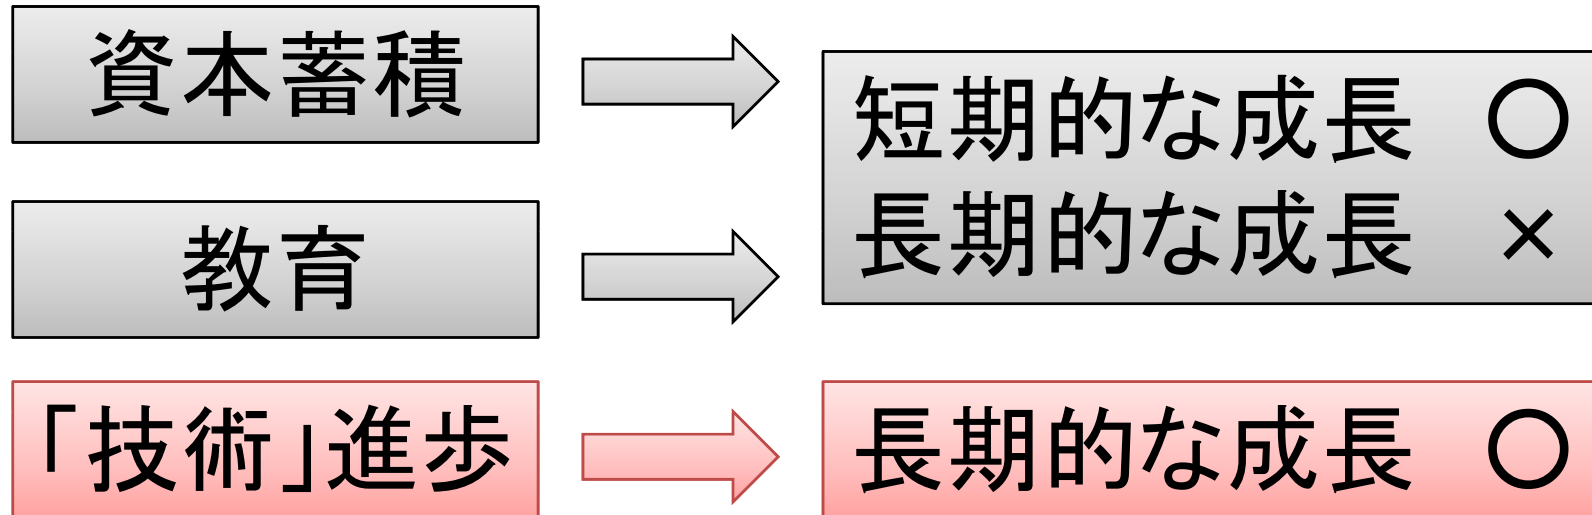 資本蓄積
短期的な成長 ○
長期的な成長 ×
教育
「技術」進歩
長期的な成長 ○